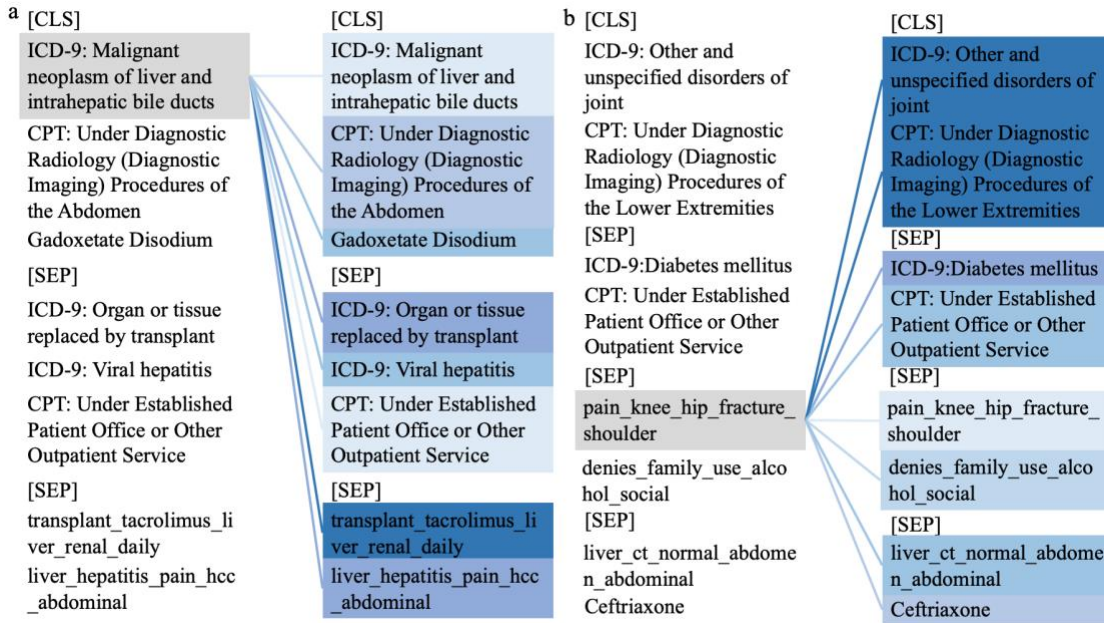 a
[CLS]
ICD-9: Malignant
neoplasm of liver and
intrahepatic bile ducts
CPT: Under Diagnostic
Radiology (Diagnostic
Imaging) Procedures of
the Abdomen
Gadoxetate Disodium
[SEP]
ICD-9: Organ or tissue
replaced by transplant
ICD-9: Viral hepatitis
CPT: Under Established
Patient Office or Other
Outpatient Service
[SEP]
transplant_tacrolimus_li
ver_renal_daily
liver_hepatitis_pain_hcc
_abdominal
[CLS]
ICD-9: Malignant
neoplasm of liver and
intrahepatic bile ducts
CPT: Under Diagnostic
Radiology (Diagnostic
Imaging) Procedures of
the Abdomen
Gadoxetate Disodium
[SEP]
ICD-9: Organ or tissue
replaced by transplant
ICD-9: Viral hepatitis
CPT: Under Established
Patient Office or Other
Outpatient Service
[SEP]
transplant_tacrolimus_li
ver_renal_daily
liver_hepatitis_pain_hcc
_abdominal
b
[CLS]
ICD-9: Other and
unspecified disorders of
joint
CPT: Under Diagnostic
Radiology (Diagnostic
Imaging) Procedures of
the Lower Extremities
[SEP]
ICD-9:Diabetes mellitus
CPT: Under Established
Patient Office or Other
Outpatient Service
[SEP]
pain_knee_hip_fracture_
shoulder
denies_family_use_alco
hol_social
[SEP]
liver_ct_normal_abdome
n_abdominal
Ceftriaxone
[CLS]
ICD-9: Other and
unspecified disorders of
joint
CPT: Under Diagnostic
Radiology (Diagnostic
Imaging) Procedures of
the Lower Extremities
[SEP]
ICD-9:Diabetes mellitus
CPT: Under Established
Patient Office or Other
Outpatient Service
[SEP]
pain_knee_hip_fracture_
shoulder
denies_family_use_alco
hol_social
[SEP]
liver_ct_normal_abdome
n_abdominal
Ceftriaxone